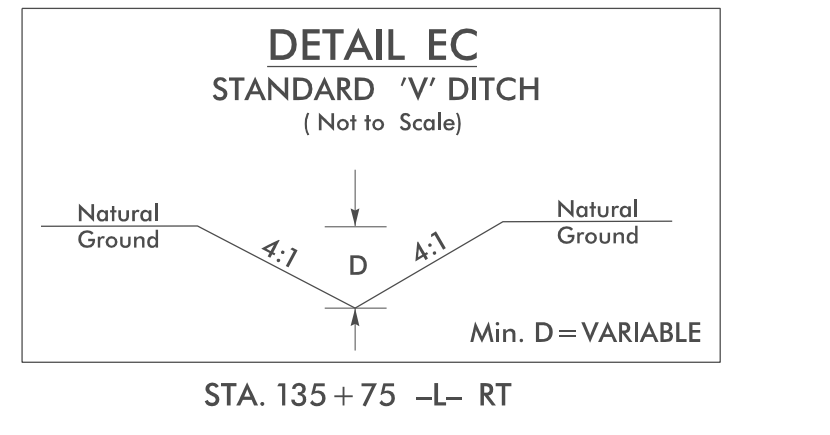 DETAIL EC
STANDARD 'V' DITCH
( Not to Scale)
Natural
Ground
4:1
D
4:1
Natural
Ground
Min. D=VARIABLE
STA. 135+75 -L- RT